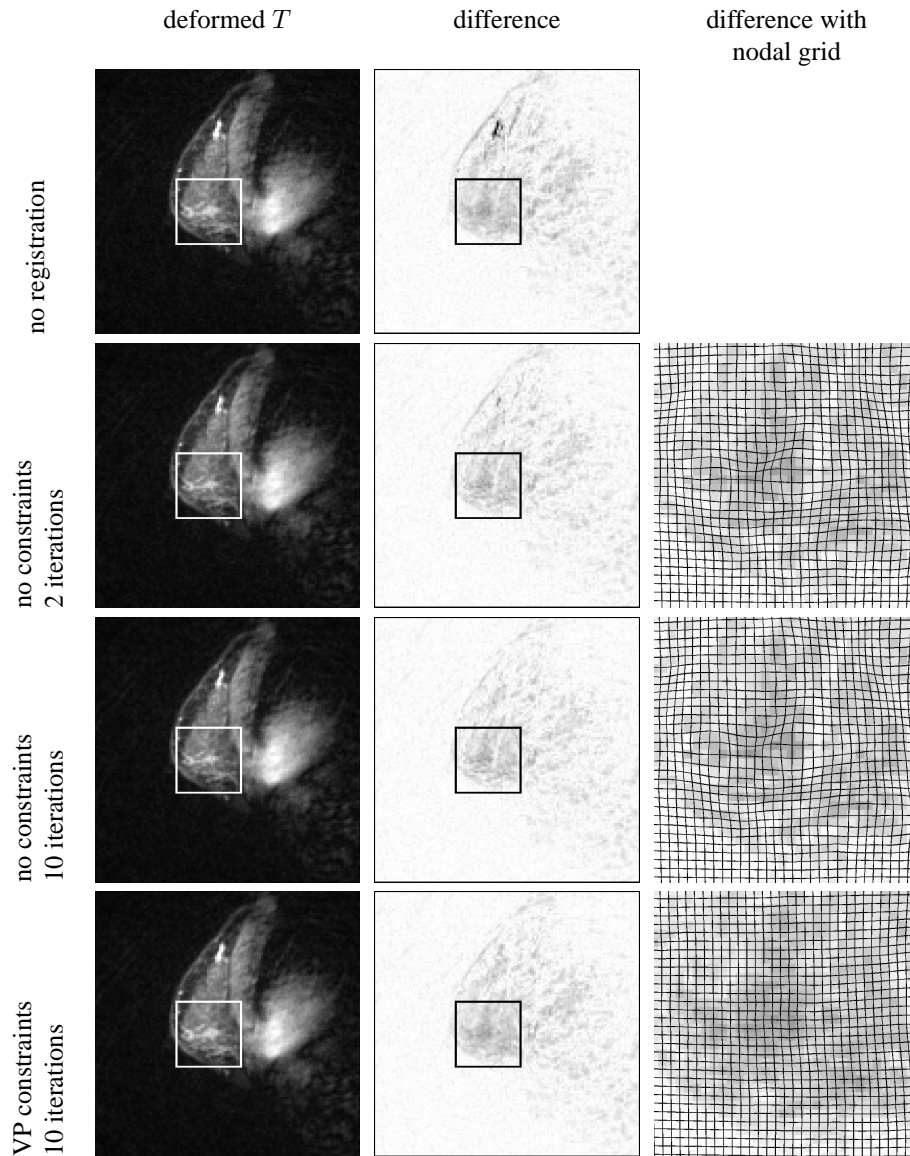 deformed T
difference
difference with
nodal grid
no registration
no constraints
2 iterations
no constraints
10 iterations
VP constraints
10 iterations